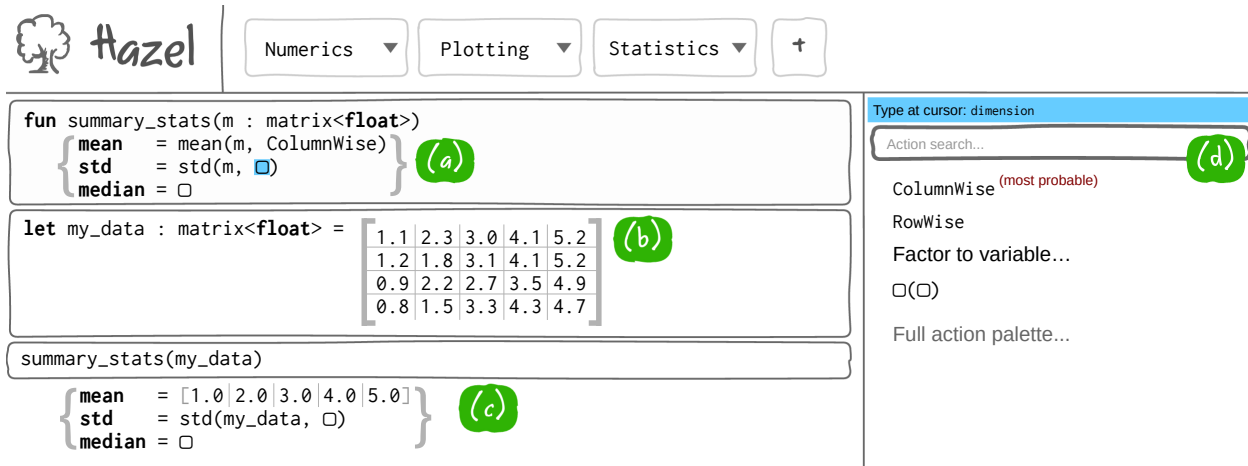 Hazel
Numerics ▼ Plotting ▼ Statistics ▼ +
fun summary_stats(m : matrix<float>)
{ mean = mean(m, ColumnWise)
std = std(m, ▢)
median = ▢ }
(a)
let my_data : matrix<float> =
1.1 2.3 3.0 4.1 5.2
1.2 1.8 3.1 4.1 5.2
0.9 2.2 2.7 3.5 4.9
0.8 1.5 3.3 4.3 4.7
(b)
summary_stats(my_data)
{ mean = [1.0|2.0|3.0|4.0|5.0]
std = std(my_data, ▢)
median = ▢ }
(c)
Type at cursor: dimension
Action search...
(d)
ColumnWise (most probable)
RowWise
Factor to variable…
▢(▢)
Full action palette...